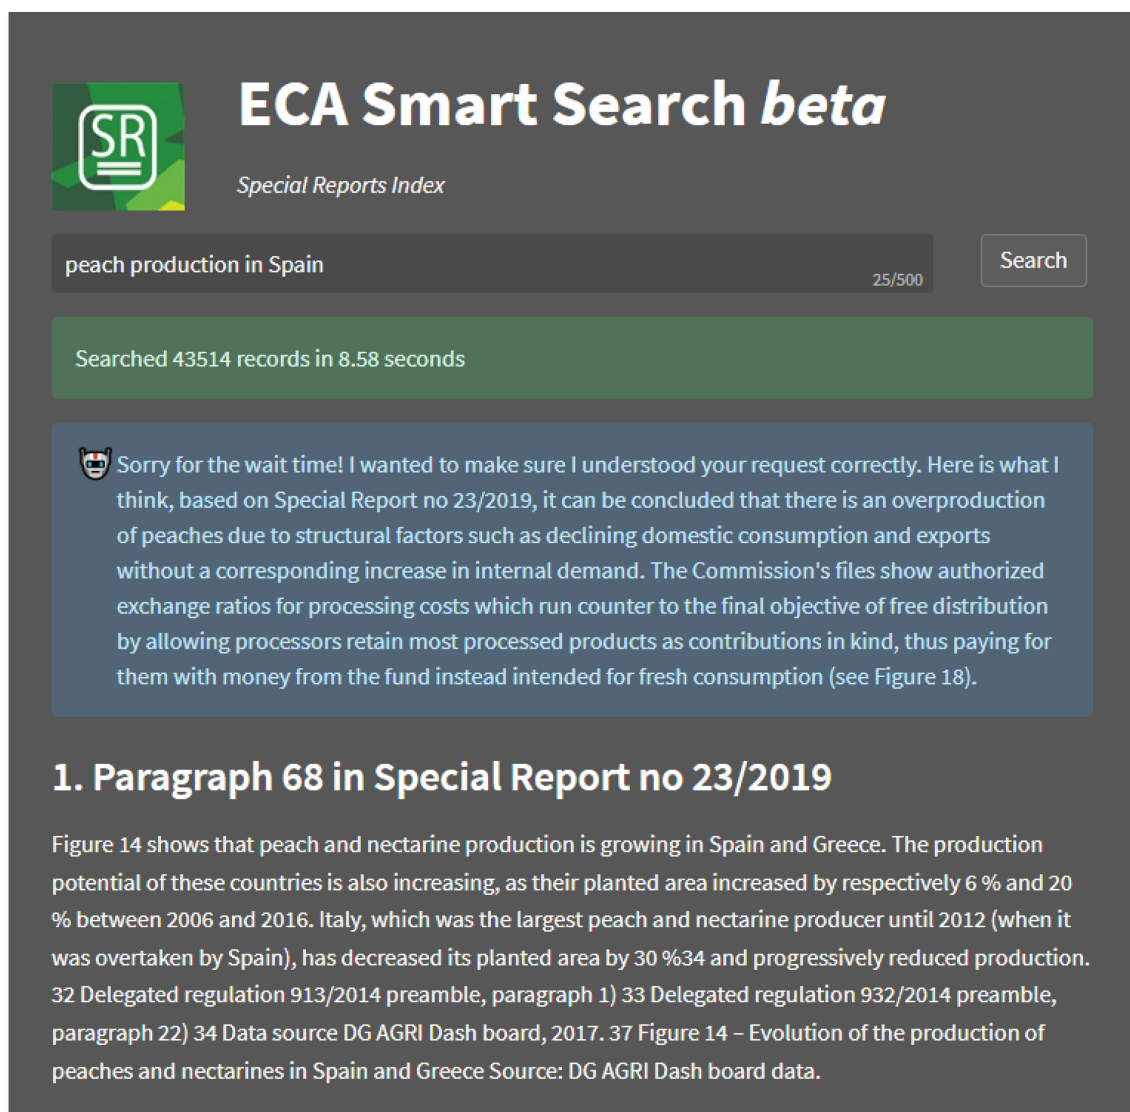 SR
ECA Smart Search beta
Special Reports Index
peach production in Spain
25/500
Search
Searched 43514 records in 8.58 seconds
Sorry for the wait time! I wanted to make sure I understood your request correctly. Here is what I
think, based on Special Report no 23/2019, it can be concluded that there is an overproduction
of peaches due to structural factors such as declining domestic consumption and exports
without a corresponding increase in internal demand. The Commission's files show authorized
exchange ratios for processing costs which run counter to the final objective of free distribution
by allowing processors retain most processed products as contributions in kind, thus paying for
them with money from the fund instead intended for fresh consumption (see Figure 18).
1. Paragraph 68 in Special Report no 23/2019
Figure 14 shows that peach and nectarine production is growing in Spain and Greece. The production
potential of these countries is also increasing, as their planted area increased by respectively 6 % and 20
% between 2006 and 2016. Italy, which was the largest peach and nectarine producer until 2012 (when it
was overtaken by Spain), has decreased its planted area by 30 %34 and progressively reduced production.
32 Delegated regulation 913/2014 preamble, paragraph 1) 33 Delegated regulation 932/2014 preamble,
paragraph 22) 34 Data source DG AGRI Dash board, 2017. 37 Figure 14 – Evolution of the production of
peaches and nectarines in Spain and Greece Source: DG AGRI Dash board data.